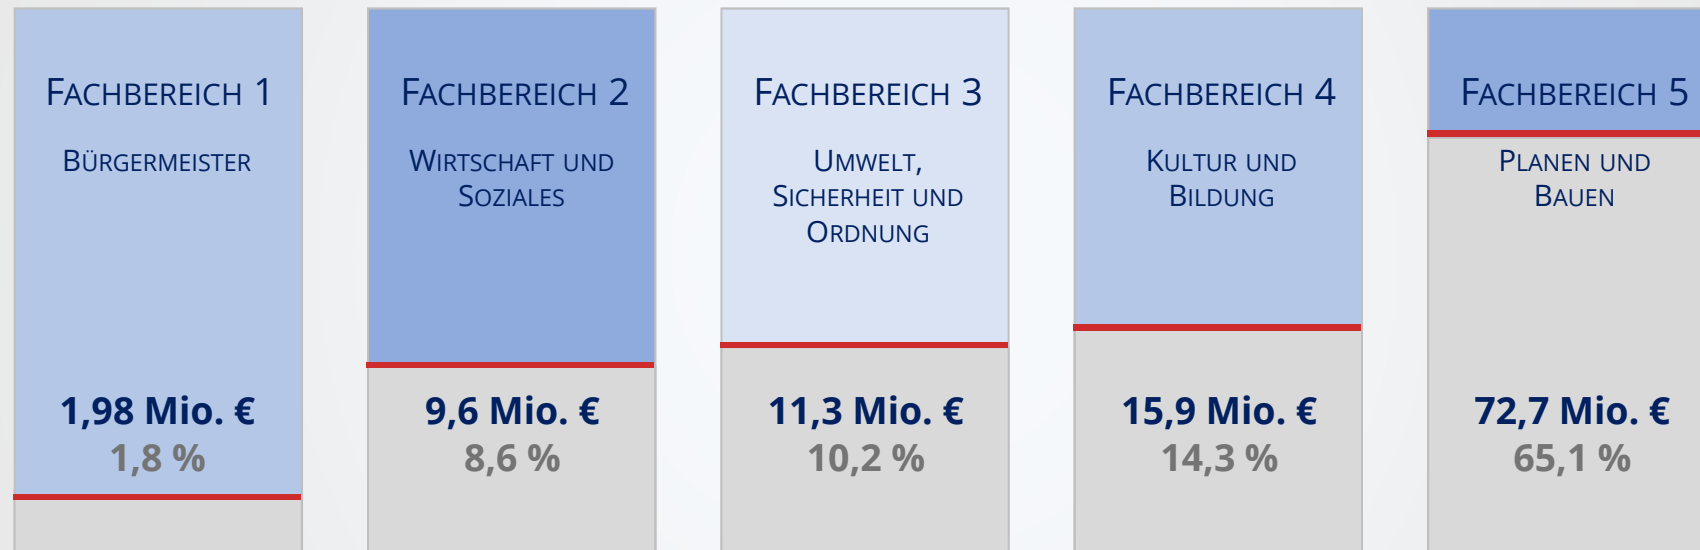 Fachbereich 1
Bürgermeister
1,98 Mio. €
1,8 %
Fachbereich 2
Wirtschaft und
Soziales
9,6 Mio. €
8,6 %
Fachbereich 3
Umwelt,
Sicherheit und
Ordnung
11,3 Mio. €
10,2 %
Fachbereich 4
Kultur und
Bildung
15,9 Mio. €
14,3 %
Fachbereich 5
Planen und
Bauen
72,7 Mio. €
65,1 %